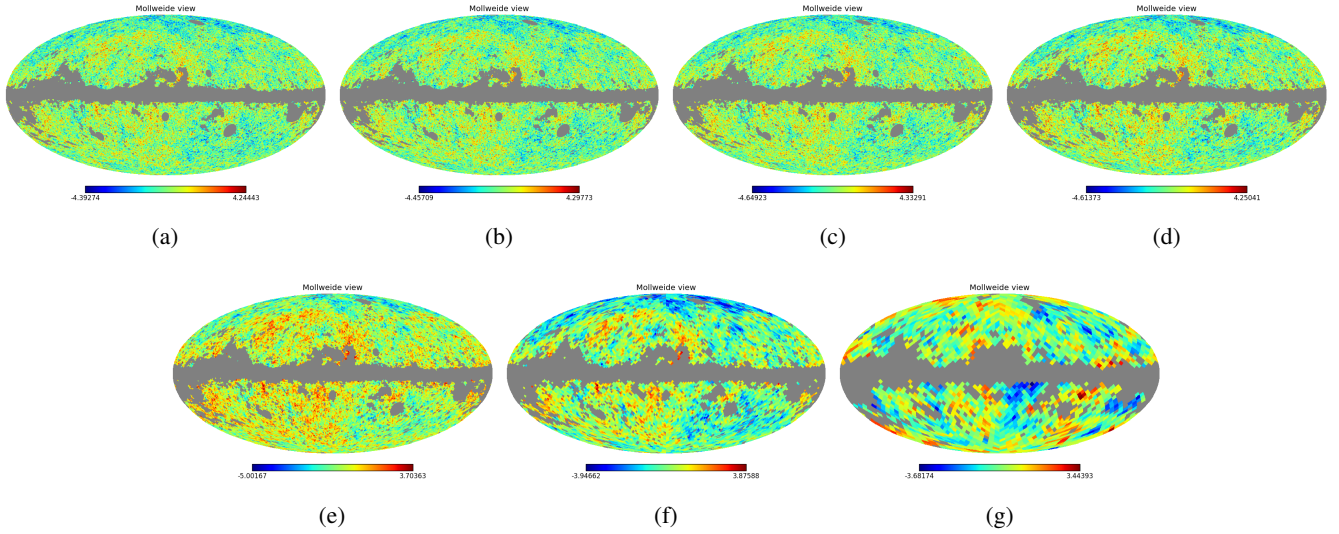 Mollweide view Mollweide view Mollweide view Mollweide view
-4.39274 4.24443 -4.45709 4.29773 -4.64923 4.33291 -4.61373 4.25041
(a) (b) (c) (d)
Mollweide view Mollweide view Mollweide view
-5.00167 3.70363 -3.94662 3.87588 -3.68174 3.44393
(e) (f) (g)